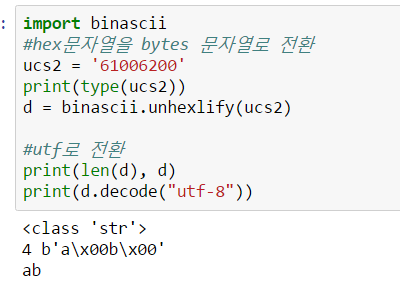 : import binascii
#hex문자열을 bytes 문자열로 전환
ucs2 = '61006200'
print(type(ucs2))
d = binascii.unhexlify(ucs2)
#utf로 전환
print(len(d), d)
print(d.decode("utf-8"))
<class 'str'>
4 b'a\x00b\x00'
ab